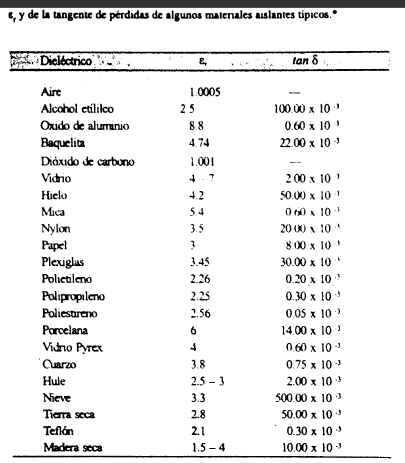 ε, y de la tangente de pérdidas de algunos materiales aislantes típicos.*
Dieléctrico ε, tan δ
Aire 1.0005 —
Alcohol etílilco 2 5 100.00 x 10 -3
Oxido de aluminio 8.8 0.60 x 10 -3
Baquelita 4.74 22.00 x 10 -3
Dióxido de carbono 1.001 —
Vidrio 4 - 7 2 00 x 10 -3
Hielo 4.2 50.00 x 10 -3
Mica 5 4 0 60 x 10 -3
Nylon 3.5 20 00 x 10 -3
Papel 3 8 00 x 10 -3
Plexiglas 3.45 30.00 x 10 -3
Polietileno 2.26 0.20 x 10 -3
Polipropileno 2.25 0.30 x 10 -3
Poliestireno 2.56 0.05 x 10 -3
Porcelana 6 14.00 x 10 -3
Vidrio Pyrex 4 0.60 x 10 -3
Cuarzo 3.8 0.75 x 10 -3
Hule 2.5 – 3 2.00 x 10 -3
Nieve 3.3 500.00 x 10 -3
Tierra seca 2.8 50.00 x 10 -3
Teflón 2.1 0.30 x 10 -3
Madera seca 1.5 – 4 10.00 x 10 -3